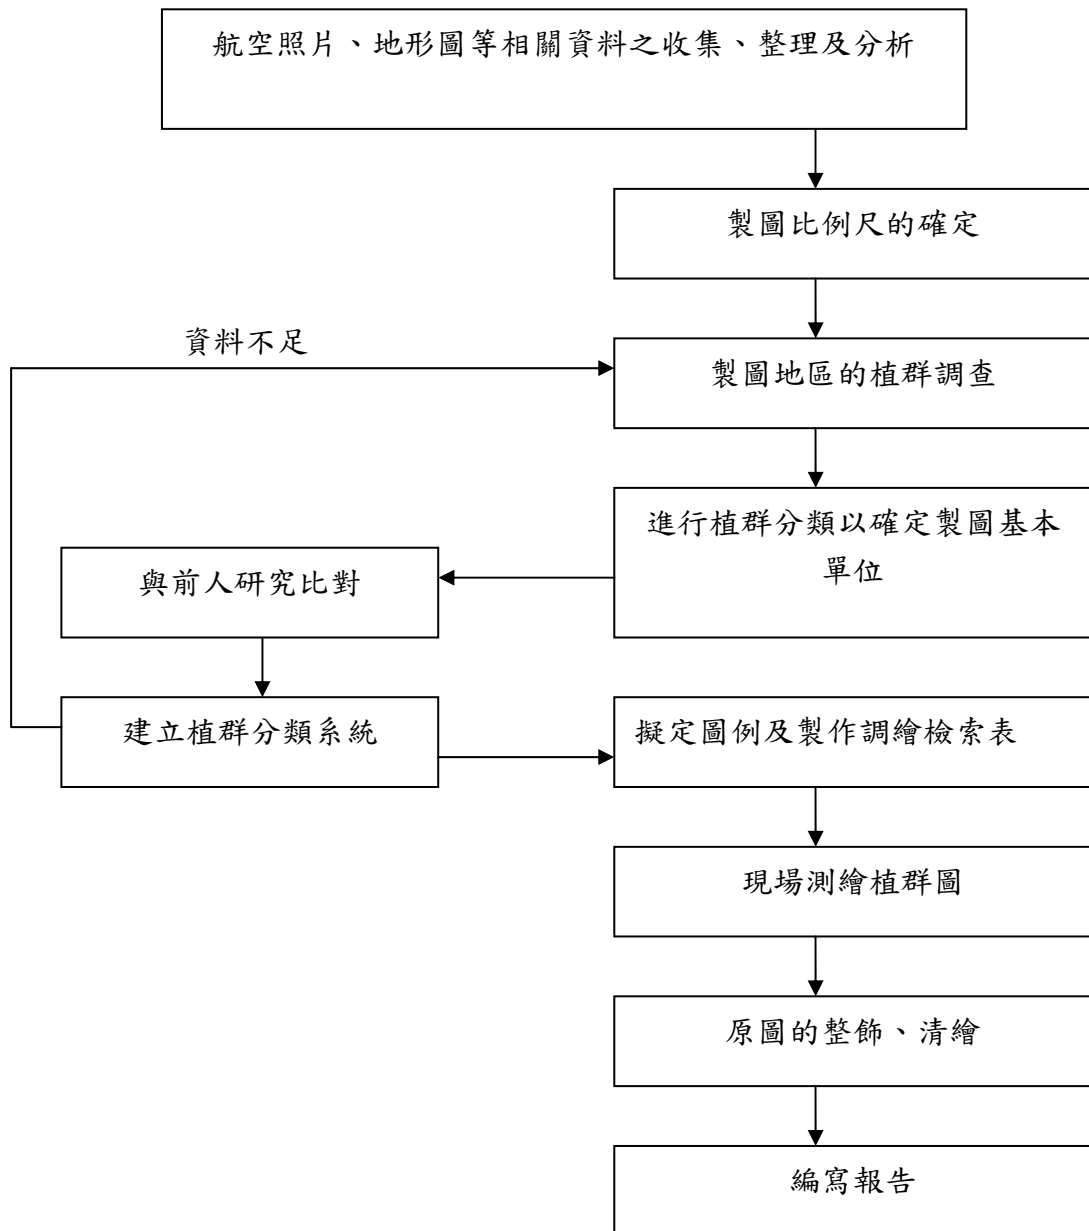 航空照片、地形圖等相關資料之收集、整理及分析
製圖比例尺的確定
資料不足
製圖地區的植群調查
進行植群分類以確定製圖基本
單位
與前人研究比對
建立植群分類系統
擬定圖例及製作調繪檢索表
現場測繪植群圖
原圖的整飾、清繪
編寫報告